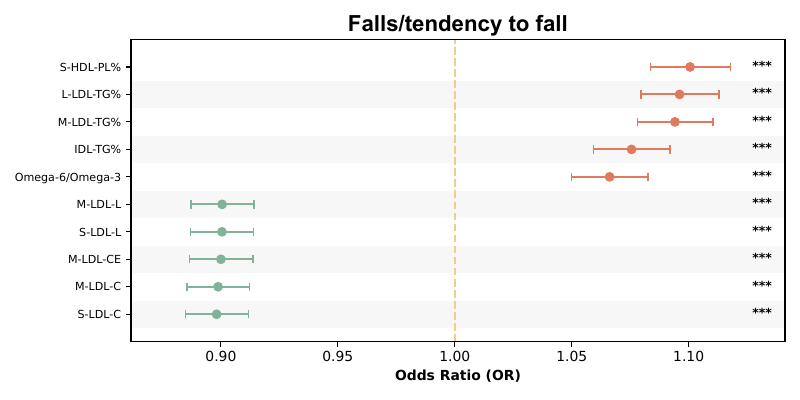 Falls/tendency to fall
S-HDL-PL% ***
L-LDL-TG% ***
M-LDL-TG% ***
IDL-TG% ***
Omega-6/Omega-3 ***
M-LDL-L ***
S-LDL-L ***
M-LDL-CE ***
M-LDL-C ***
S-LDL-C ***
0.90 0.95 1.00 1.05 1.10
Odds Ratio (OR)